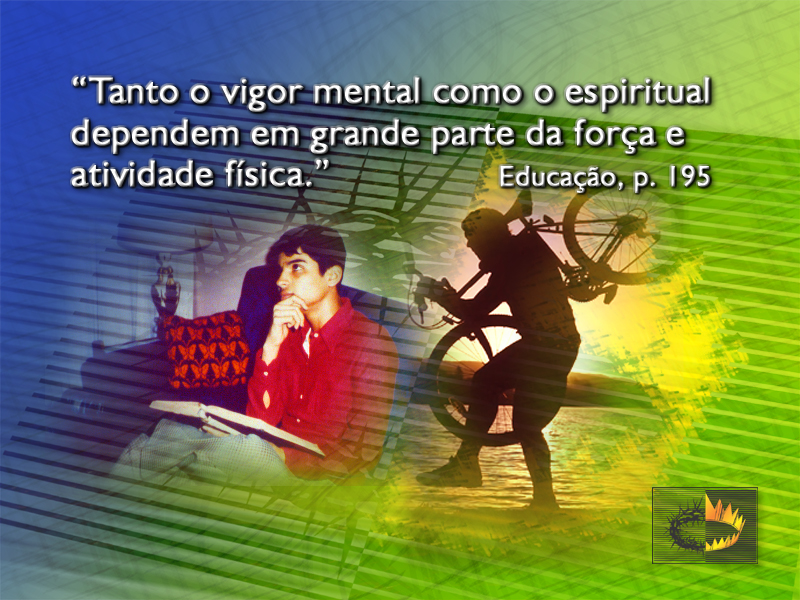 “Tanto o vigor mental como o espiritual
dependem em grande parte da força e
atividade física.” Educação, p. 195